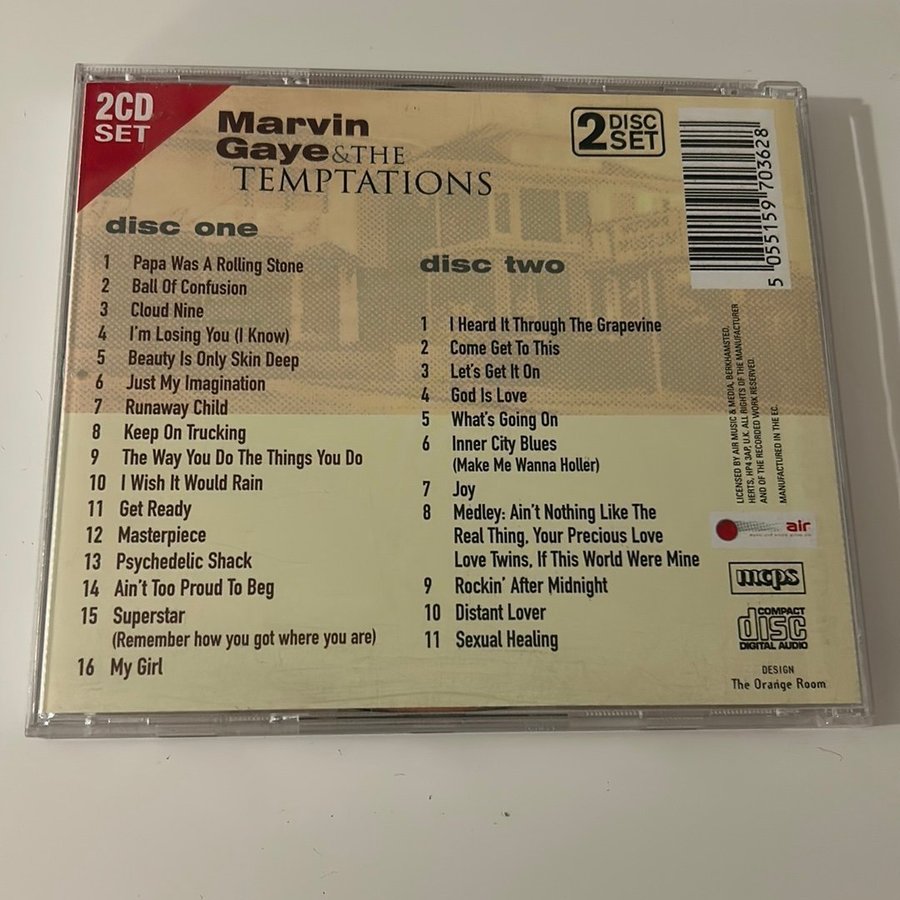 2CD
SET
Marvin
Gaye & THE
TEMPTATIONS
2 DISC
SET
5 055159 703628
disc one
1 Papa Was A Rolling Stone
2 Ball Of Confusion
3 Cloud Nine
4 I'm Losing You (I Know)
5 Beauty Is Only Skin Deep
6 Just My Imagination
7 Runaway Child
8 Keep On Trucking
9 The Way You Do The Things You Do
10 I Wish It Would Rain
11 Get Ready
12 Masterpiece
13 Psychedelic Shack
14 Ain't Too Proud To Beg
15 Superstar
(Remember how you got where you are)
16 My Girl
disc two
1 I Heard It Through The Grapevine
2 Come Get To This
3 Let's Get It On
4 God Is Love
5 What's Going On
6 Inner City Blues
(Make Me Wanna Holler)
7 Joy
8 Medley: Ain't Nothing Like The
Real Thing, Your Precious Love
Love Twins, If This World Were Mine
9 Rockin' After Midnight
10 Distant Lover
11 Sexual Healing
LICENSED BY AIR MUSIC & MEDIA, BERKHAMSTED,
HERTS, HP4 3AP, U.K. ALL RIGHTS OF THE MANUFACTURER
AND OF THE RECORDED WORK RESERVED.
MANUFACTURED IN THE EC.
air
mcps
COMPACT
disc
DIGITAL AUDIO
DESIGN
The Orange Room